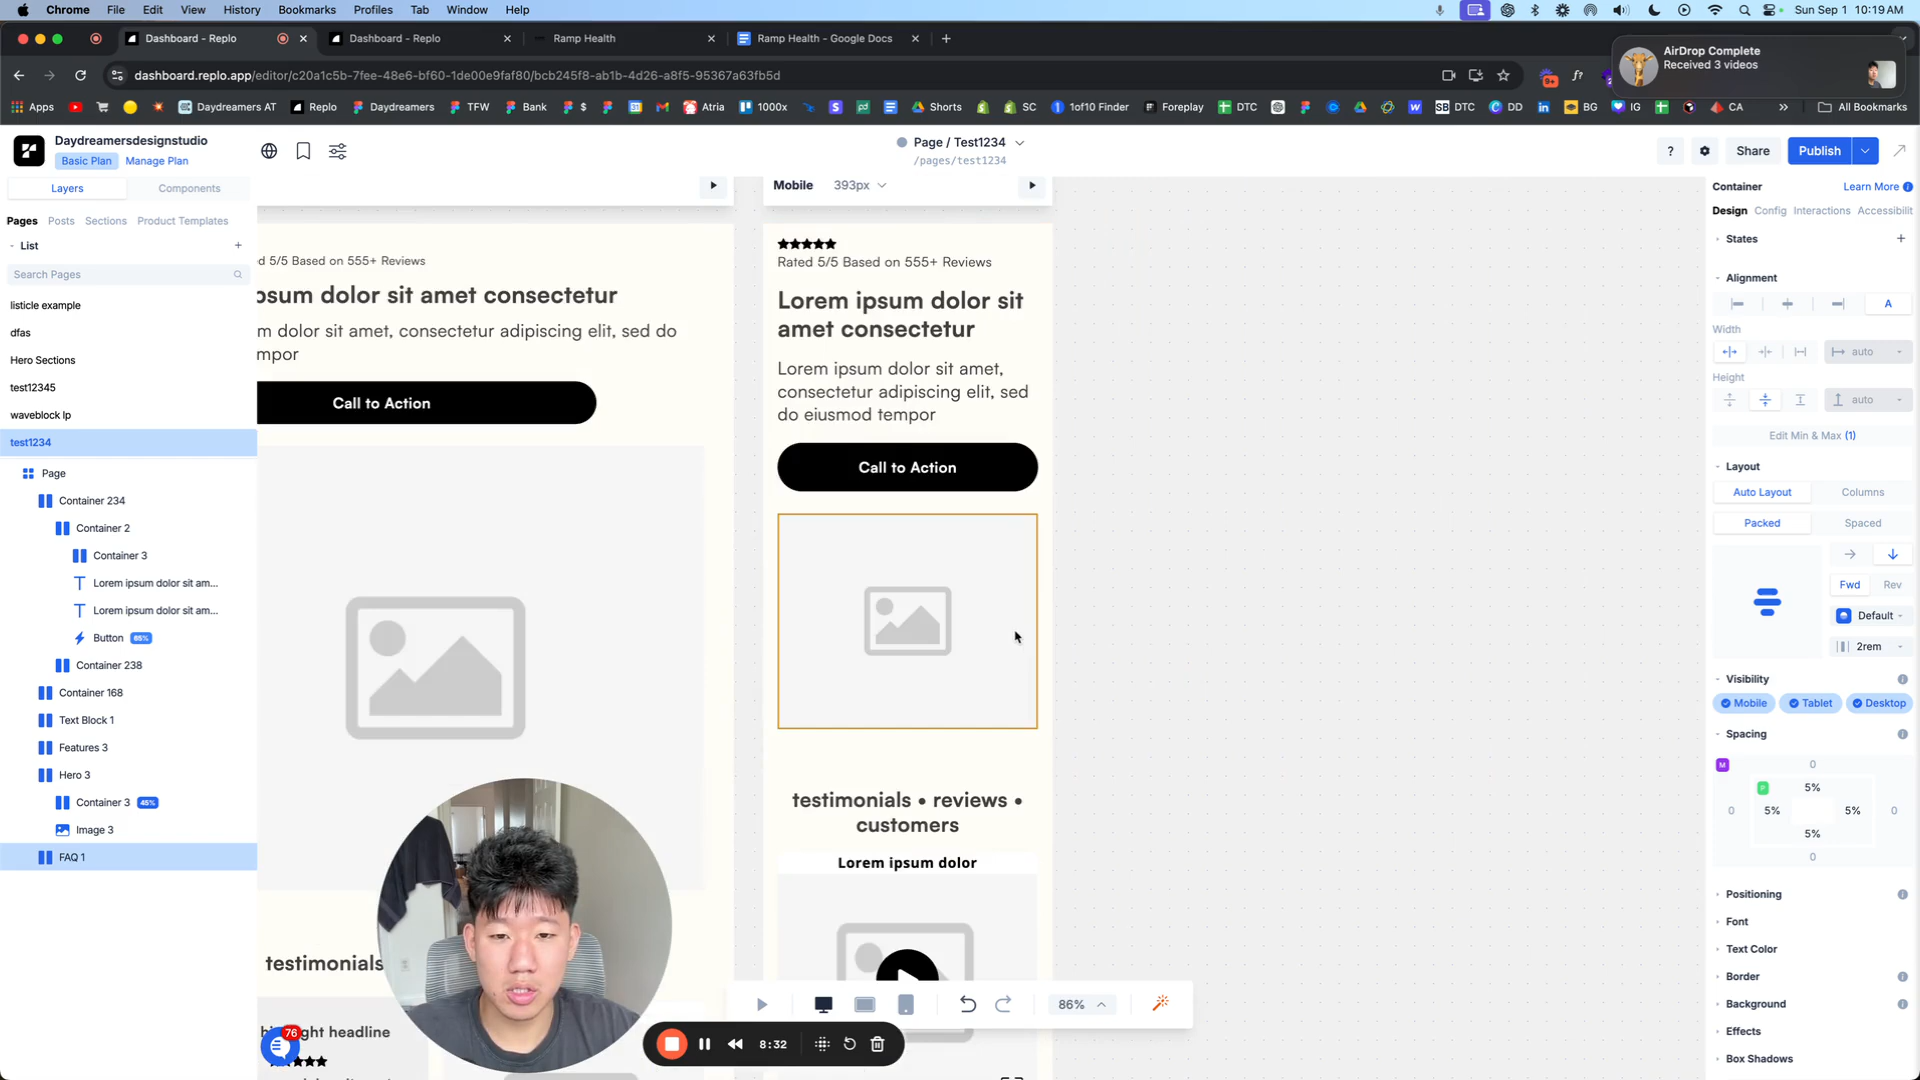 Chrome File Edit View History Bookmarks Profiles Tab Window Help
Sun Sep 1 10:19 AM
Dashboard - Replo
Dashboard - Replo
Ramp Health
Ramp Health - Google Docs
AirDrop Complete
Received 3 videos
dashboard.replo.app/editor/c20a1c5b-7fee-48e6-bf60-1de00e9faf80/bcb245f8-ab1b-4d26-a8f5-95367a63fb5d
Apps Daydreamers AT Replo Daydreamers TFW Bank $ Atria 1000x Shorts SC 1of10 Finder Foreplay DTC DTC DD BG IG CA All Bookmarks
Daydreamersdesignstudio
Basic Plan Manage Plan
Page / Test1234
/pages/test1234
? Share Publish
Layers Components
Pages Posts Sections Product Templates
List
Search Pages
listicle example
dfas
Hero Sections
test12345
waveblock lp
test1234
Page
Container 234
Container 2
Container 3
Lorem ipsum dolor sit am...
Lorem ipsum dolor sit am...
Button 65%
Container 238
Container 168
Text Block 1
Features 3
Hero 3
Container 3 45%
Image 3
FAQ 1
76
d 5/5 Based on 555+ Reviews
psum dolor sit amet consectetur
m dolor sit amet, consectetur adipiscing elit, sed do
mpor
Call to Action
testimonials
ght headline
Mobile 393px
Rated 5/5 Based on 555+ Reviews
Lorem ipsum dolor sit
amet consectetur
Lorem ipsum dolor sit amet,
consectetur adipiscing elit, sed
do eiusmod tempor
Call to Action
testimonials • reviews •
customers
Lorem ipsum dolor
86%
8:32
Container Learn More
Design Config Interactions Accessibilit
States
Alignment
A
Width
auto
Height
auto
Edit Min & Max (1)
Layout
Auto Layout Columns
Packed Spaced
Fwd Rev
Default
2rem
Visibility
Mobile Tablet Desktop
Spacing
M 0
P 5%
0 5% 5% 0
5%
0
Positioning
Font
Text Color
Border
Background
Effects
Box Shadows